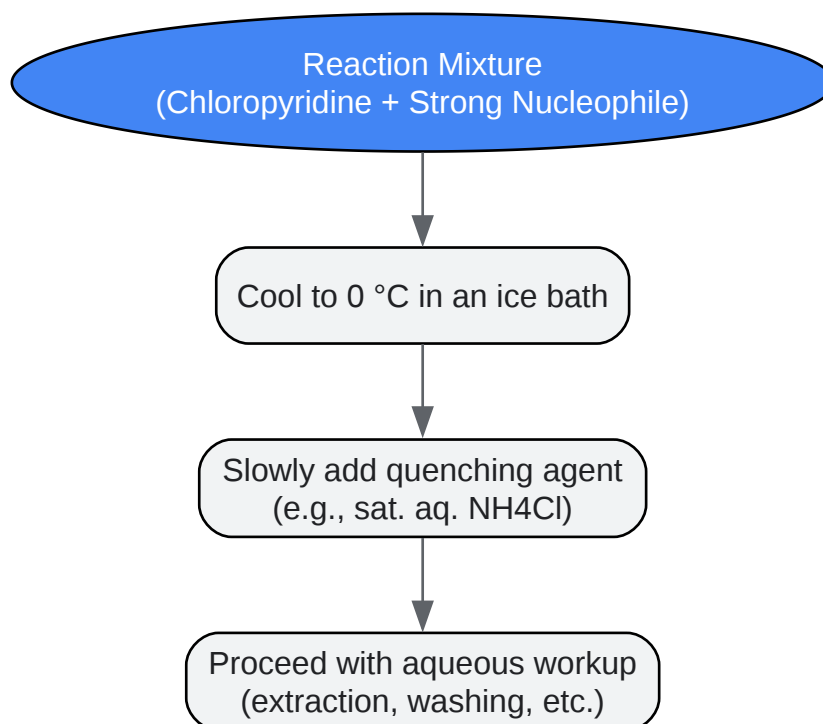 Reaction Mixture
(Chloropyridine + Strong Nucleophile)
Cool to 0 °C in an ice bath
Slowly add quenching agent
(e.g., sat. aq. NH4Cl)
Proceed with aqueous workup
(extraction, washing, etc.)